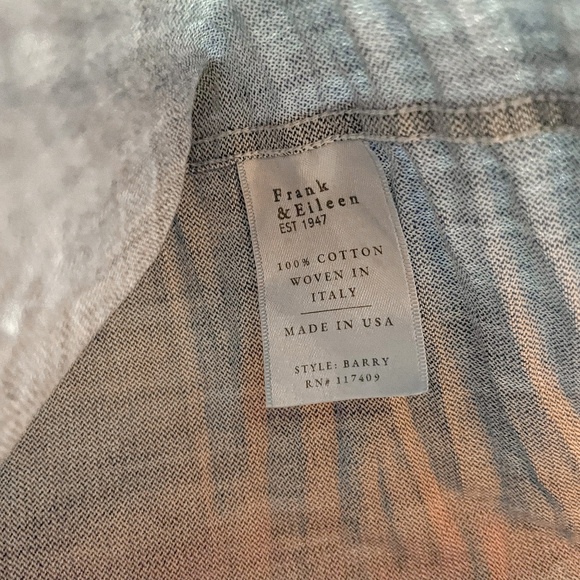 Frank
& Eileen
EST 1947
100% COTTON
WOVEN IN
ITALY
MADE IN USA
STYLE: BARRY
RN# 117409